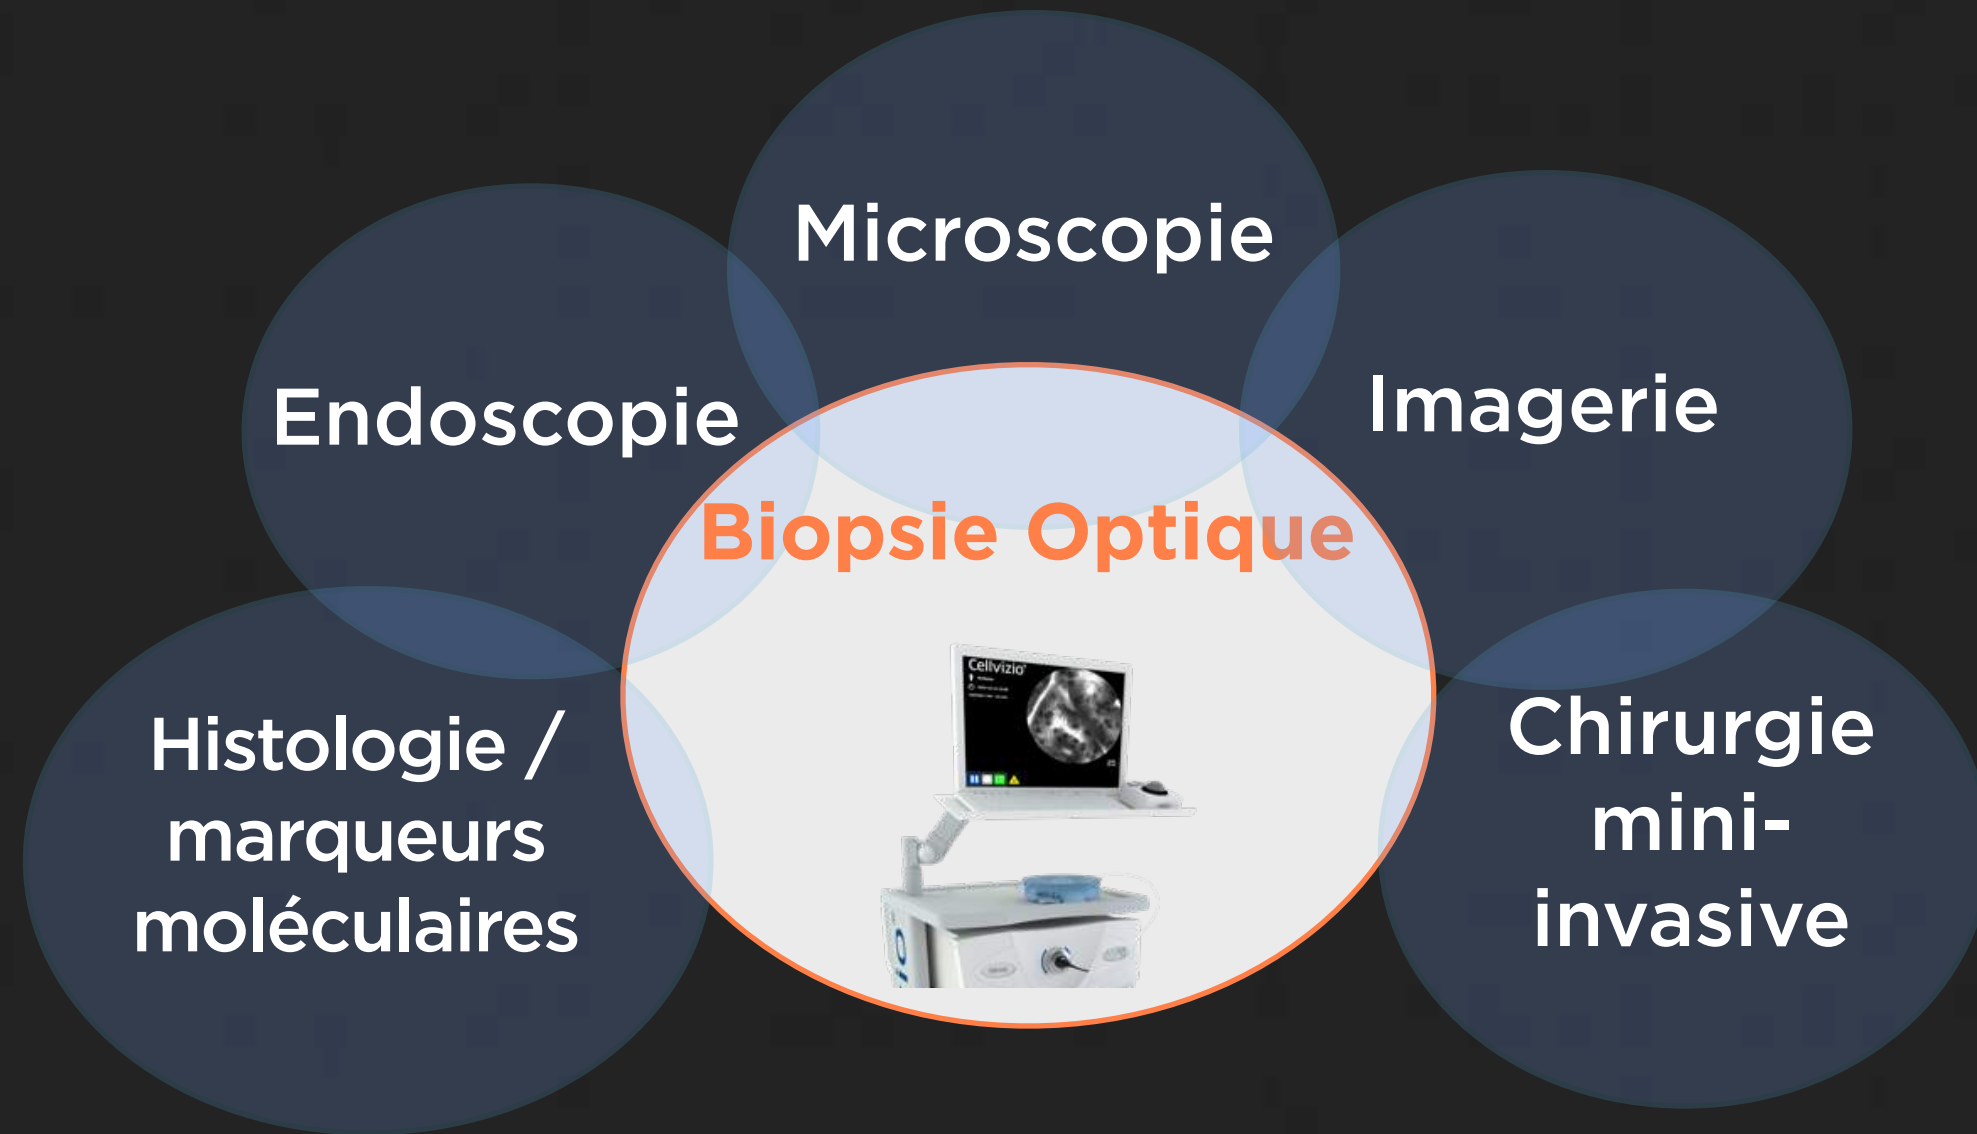 Microscopie
Endoscopie
Imagerie
Biopsie Optique
Cellvizio
Histologie /
marqueurs
moléculaires
Chirurgie
mini-
invasive